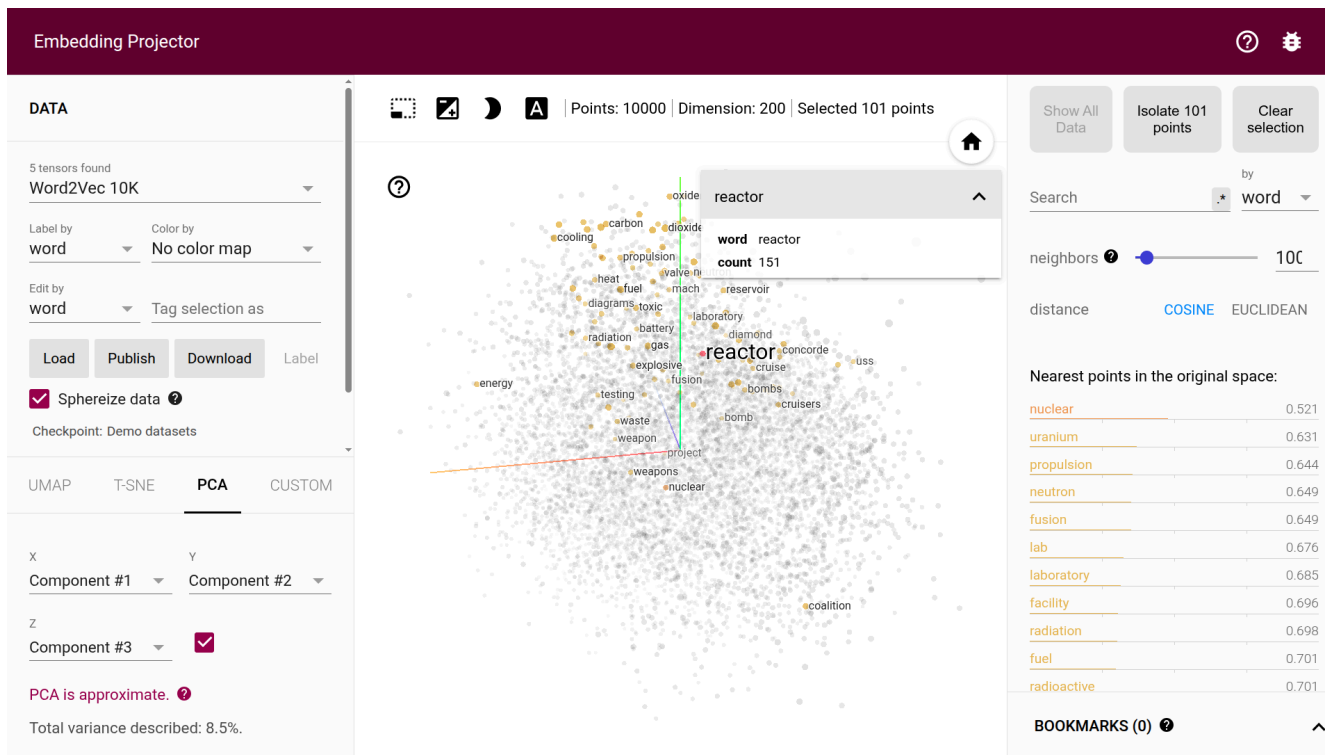 Embedding Projector
DATA
5 tensors found
Word2Vec 10K
Label by
Color by
word
No color map
Edit by
word
Tag selection as
Load
Publish
Download
Label
Sphereize data
Checkpoint: Demo datasets
UMAP
T-SNE
PCA
CUSTOM
X
Y
Component #1
Component #2
Z
Component #3
PCA is approximate.
Total variance described: 8.5%.
A
Points: 10000
Dimension: 200
Selected 101 points
reactor
word reactor
count 151
oxide
carbon
dioxide
cooling
propulsion
valve
heat
fuel
mach
reservoir
diagrams
toxic
laboratory
battery
diamond
radiation
gas
reactor
concorde
explosive
cruise
uss
energy
fusion
bombs
testing
cruisers
waste
bomb
weapon
project
weapons
nuclear
coalition
Show All Data
Isolate 101 points
Clear selection
Search
.*
by
word
neighbors
100
distance
COSINE
EUCLIDEAN
Nearest points in the original space:
nuclear 0.521
uranium 0.631
propulsion 0.644
neutron 0.649
fusion 0.649
lab 0.676
laboratory 0.685
facility 0.696
radiation 0.698
fuel 0.701
radioactive 0.701
BOOKMARKS (0)